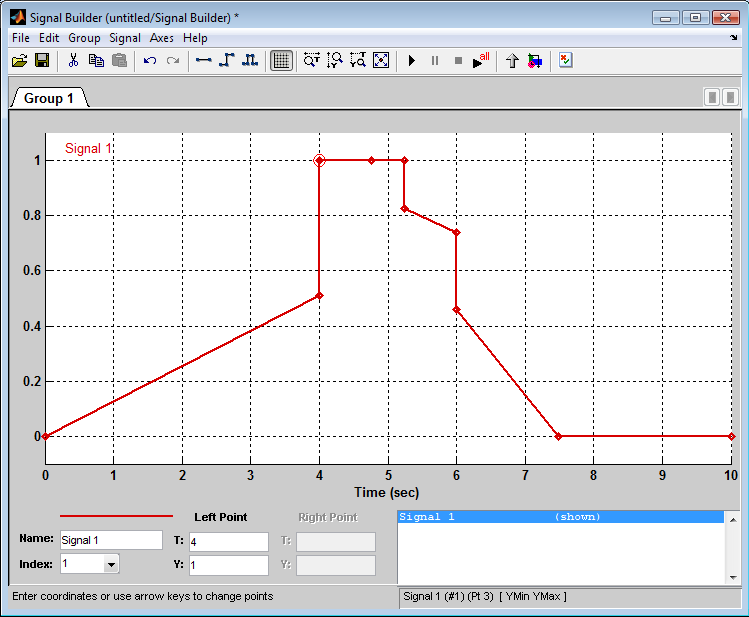 Signal Builder (untitled/Signal Builder) *
File Edit Group Signal Axes Help
all
Group 1
Signal 1
1
0.8
0.6
0.4
0.2
0
0 1 2 3 4 5 6 7 8 9 10
Time (sec)
Left Point Right Point
Name: Signal 1 T: 4 T:
Index: 1 Y: 1 Y:
Signal 1 (shown)
Enter coordinates or use arrow keys to change points
Signal 1 (#1) (Pt 3) [ YMin YMax ]